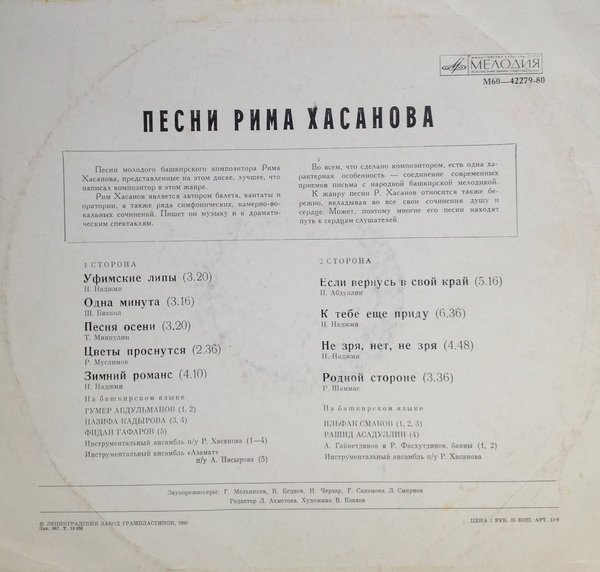 МИНИСТЕРСТВО КУЛЬТУРЫ СССР
МЕЛОДИЯ
ВСЕСОЮЗНАЯ ФИРМА ГРАМПЛАСТИНОК
М60—42279-80
ПЕСНИ РИМА ХАСАНОВА
Песни молодого башкирского композитора Рима
Хасанова, представленные на этом диске, лучшее, что
написал композитор в этом жанре.
Рим Хасанов является автором балета, кантаты и
оратории, а также ряда симфонических, камерно-во-
кальных сочинений. Пишет он музыку и к драмати-
ческим спектаклям.
Во всем, что сделано композитором, есть одна ха-
рактерная особенность — соединение современных
приемов письма с народной башкирской мелодикой.
К жанру песни Р. Хасанов относится также бе-
режно, вкладывая во все свои сочинения душу и
сердце. Может, поэтому многие его песни находят
путь к сердцам слушателей.
1 СТОРОНА
Уфимские липы (3.20)
Н. Наджми
Одна минута (3.16)
Ш. Биккол
Песня осени (3.20)
Т. Миннулин
Цветы проснутся (2.36)
Р. Муслимов
Зимний романс (4.10)
Н. Наджми
На башкирском языке
ГУМЕР АБДУЛЬМАНОВ (1, 2)
НАЗИФА КАДЫРОВА (3, 4)
ФИДАН ГАФАРОВ (5)
Инструментальный ансамбль п/у Р. Хасанова (1—4)
Инструментальный ансамбль «Азамат»
п/у А. Насырова (5)
2 СТОРОНА
Если вернусь в свой край (5.16)
И. Абдуллин
К тебе еще приду (6.36)
Н. Наджми
Не зря, нет, не зря (4.48)
Н. Наджми
Родной стороне (3.36)
Р. Шаммас
На башкирском языке
ИЛЬФАК СМАКОВ (1, 2, 3)
РАШИД АСАДУЛЛИН (4)
А. Гайнетдинов и Р. Фасхутдинов, баяны (1, 2)
Инструментальный ансамбль п/у Р. Хасанова
Звукорежиссеры: Г. Мельников, В. Беднов, И. Чернор, Г. Салимова, Л. Смирнов
Редактор Л. Ахметова. Художник В. Козлов
© ЛЕНИНГРАДСКИЙ ЗАВОД ГРАМПЛАСТИНОК, 1980
Зак. 667. Т.
ЦЕНА 1 РУБ. 45 КОП. АРТ. 11-9